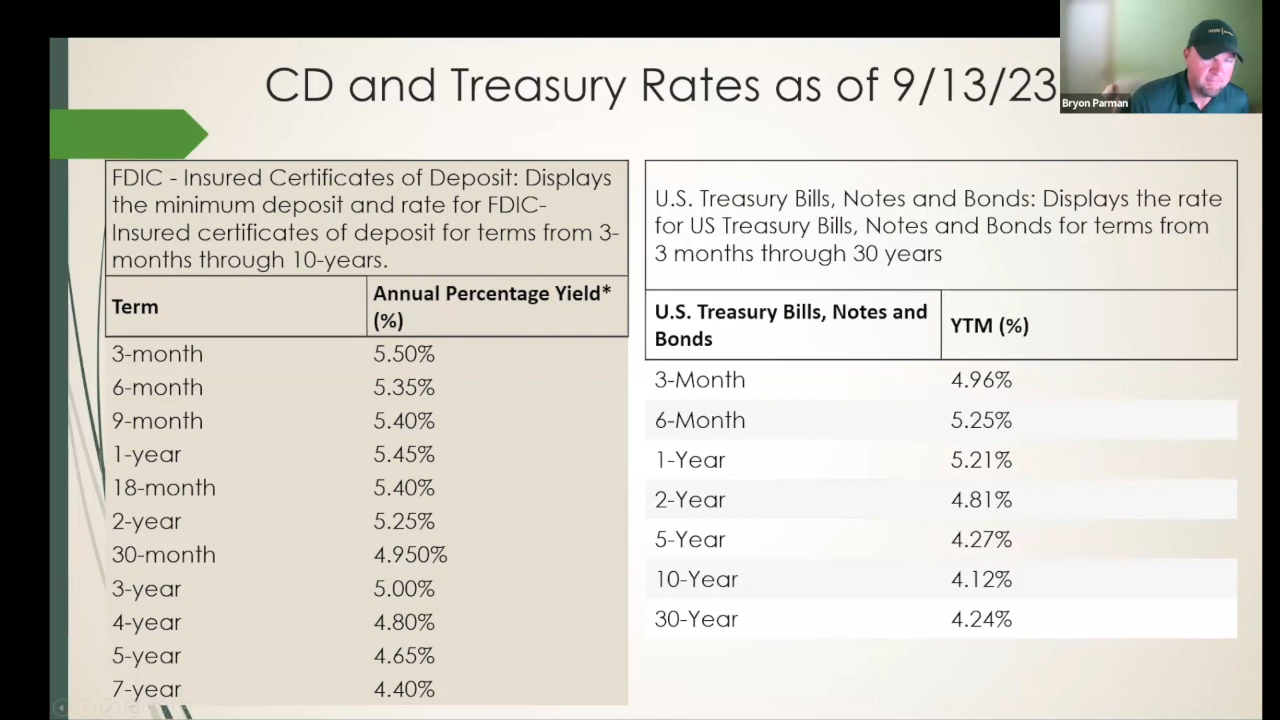 CD and Treasury Rates as of 9/13/23
Bryon Parman
FDIC - Insured Certificates of Deposit: Displays
the minimum deposit and rate for FDIC-
Insured certificates of deposit for terms from 3-
months through 10-years.
Term
Annual Percentage Yield*
(%)
3-month 5.50%
6-month 5.35%
9-month 5.40%
1-year 5.45%
18-month 5.40%
2-year 5.25%
30-month 4.950%
3-year 5.00%
4-year 4.80%
5-year 4.65%
7-year 4.40%
U.S. Treasury Bills, Notes and Bonds: Displays the rate
for US Treasury Bills, Notes and Bonds for terms from
3 months through 30 years
U.S. Treasury Bills, Notes and
Bonds
YTM (%)
3-Month 4.96%
6-Month 5.25%
1-Year 5.21%
2-Year 4.81%
5-Year 4.27%
10-Year 4.12%
30-Year 4.24%